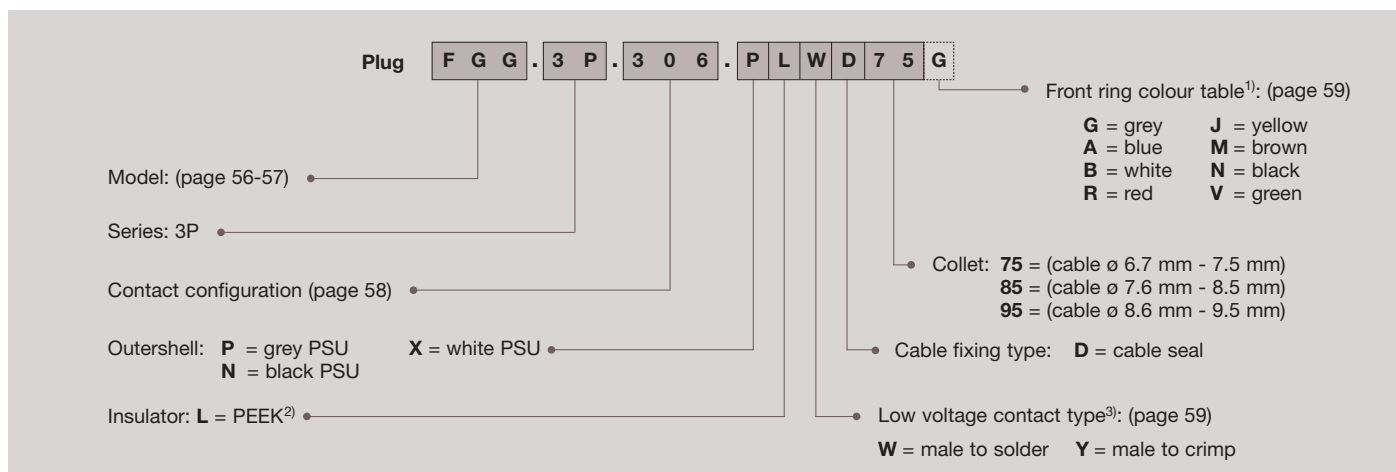 Plug FGG.3P.306.PLWD75G
Front ring colour table1): (page 59)
G = grey J = yellow
A = blue M = brown
B = white N = black
R = red V = green
Model: (page 56-57)
Series: 3P
Collet: 75 = (cable ø 6.7 mm - 7.5 mm)
85 = (cable ø 7.6 mm - 8.5 mm)
95 = (cable ø 8.6 mm - 9.5 mm)
Contact configuration (page 58)
Outershell: P = grey PSU X = white PSU
N = black PSU
Cable fixing type: D = cable seal
Insulator: L = PEEK2)
Low voltage contact type3): (page 59)
W = male to solder Y = male to crimp